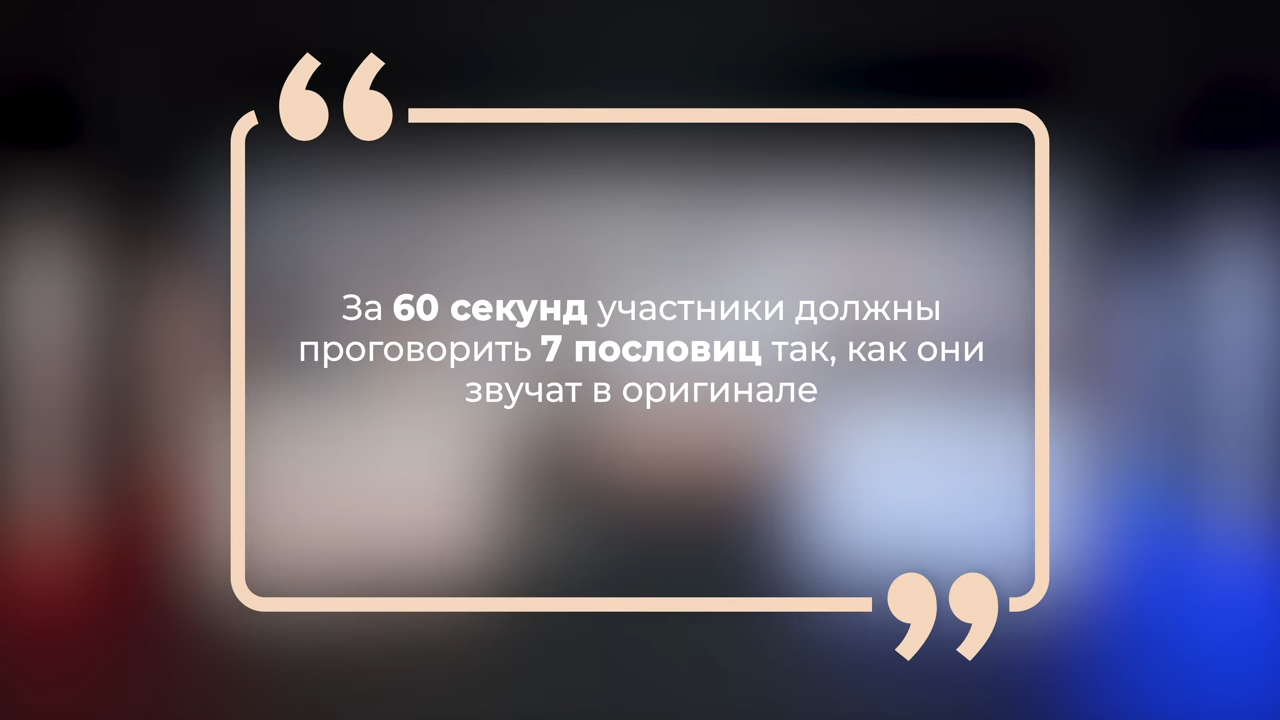 За 60 секунд участники должны
проговорить 7 пословиц так, как они
звучат в оригинале